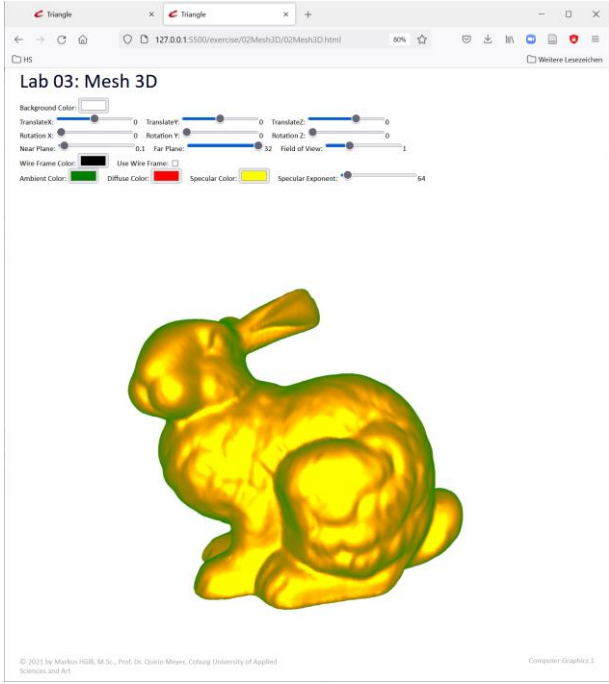 Triangle × Triangle × +
127.0.0.1:5500/exercise/02Mesh3D/02Mesh3D.html 80%
HS Weitere Lesezeichen
Lab 03: Mesh 3D
Background Color:
TranslateX: 0 TranslateY: 0 TranslateZ: 0
Rotation X: 0 Rotation Y: 0 Rotation Z: 0
Near Plane: 0.1 Far Plane: 32 Field of View: 1
Wire Frame Color: Use Wire Frame:
Ambient Color: Diffuse Color: Specular Color: Specular Exponent: 64
© 2021 by Markus Hülß, M.Sc., Prof. Dr. Quirin Meyer, Coburg University of Applied
Sciences and Art
Computer Graphics 1